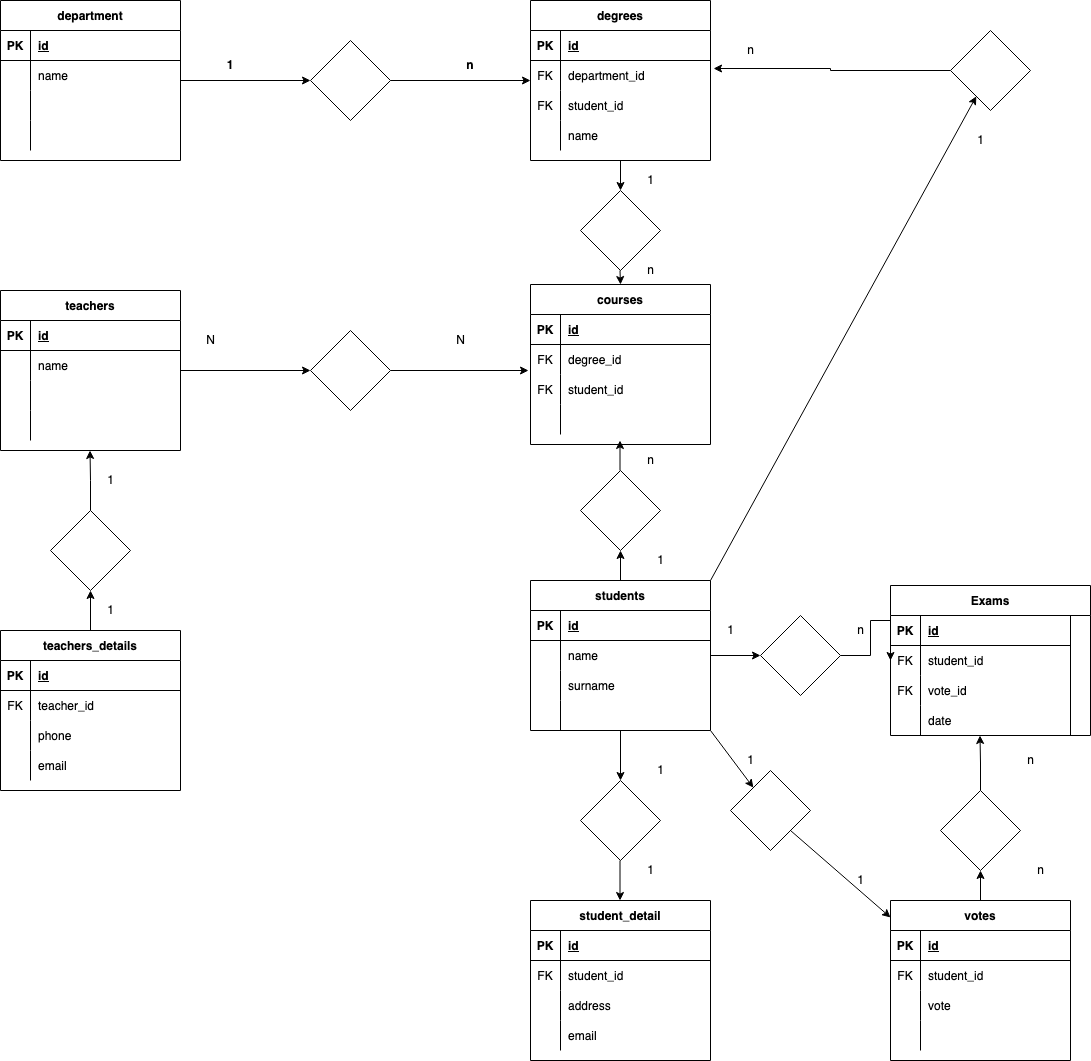 department
PK id
name
1
n
degrees
PK id
FK department_id
FK student_id
name
n
1
1
n
teachers
PK id
name
N
N
courses
PK id
FK degree_id
FK student_id
n
1
1
1
teachers_details
PK id
FK teacher_id
phone
email
students
PK id
name
surname
1
n
Exams
PK id
FK student_id
FK vote_id
date
1
1
1
1
n
n
student_detail
PK id
FK student_id
address
email
votes
PK id
FK student_id
vote